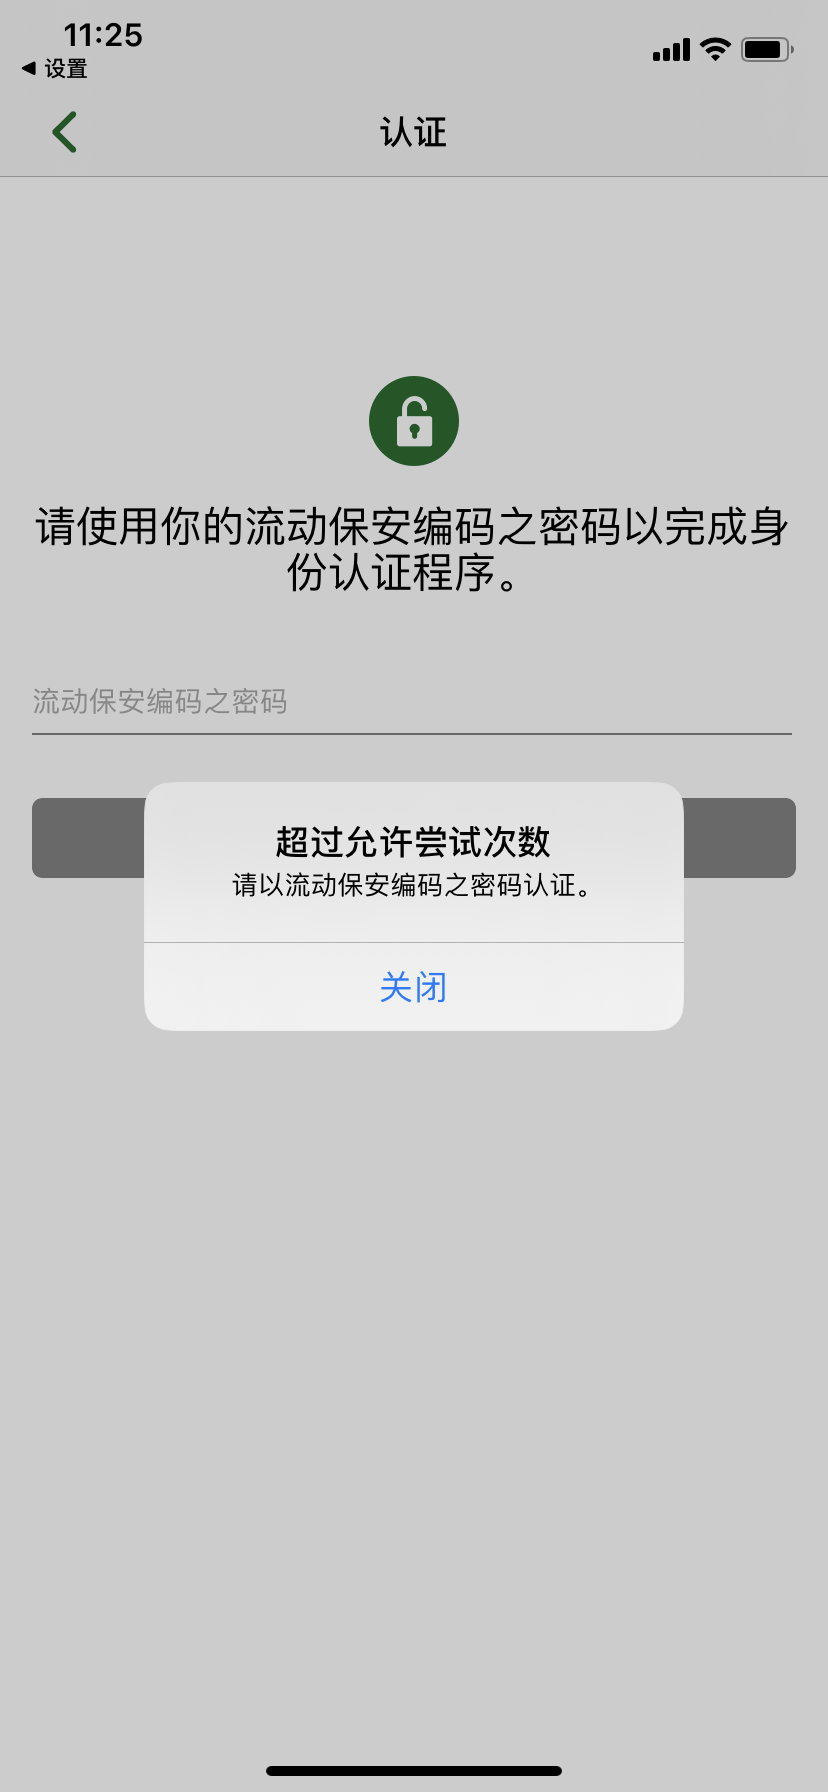 11:25
◀ 设置
认证
请使用你的流动保安编码之密码以完成身
份认证程序。
流动保安编码之密码
超过允许尝试次数
请以流动保安编码之密码认证。
关闭